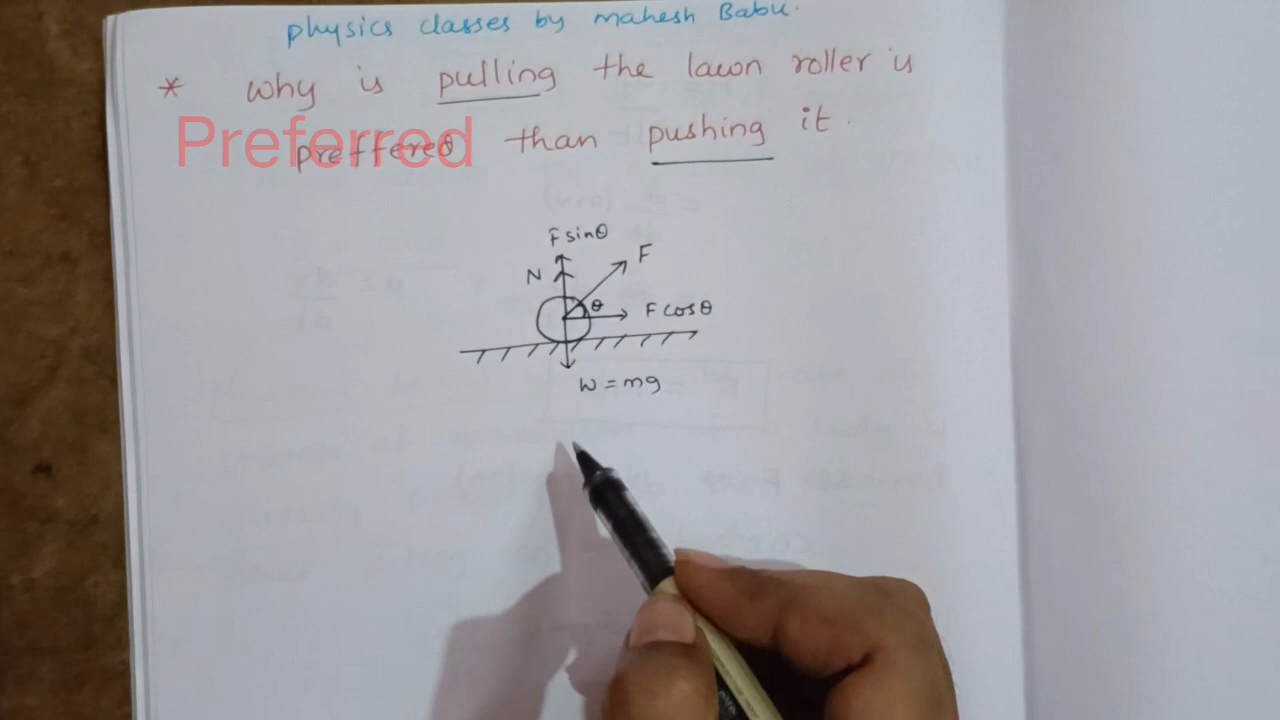 physics classes by mahesh Babu.
* why is pulling the lawn roller is
preffered than pushing it.
Preferred
F sinθ
N
F
θ
F cosθ
W = mg